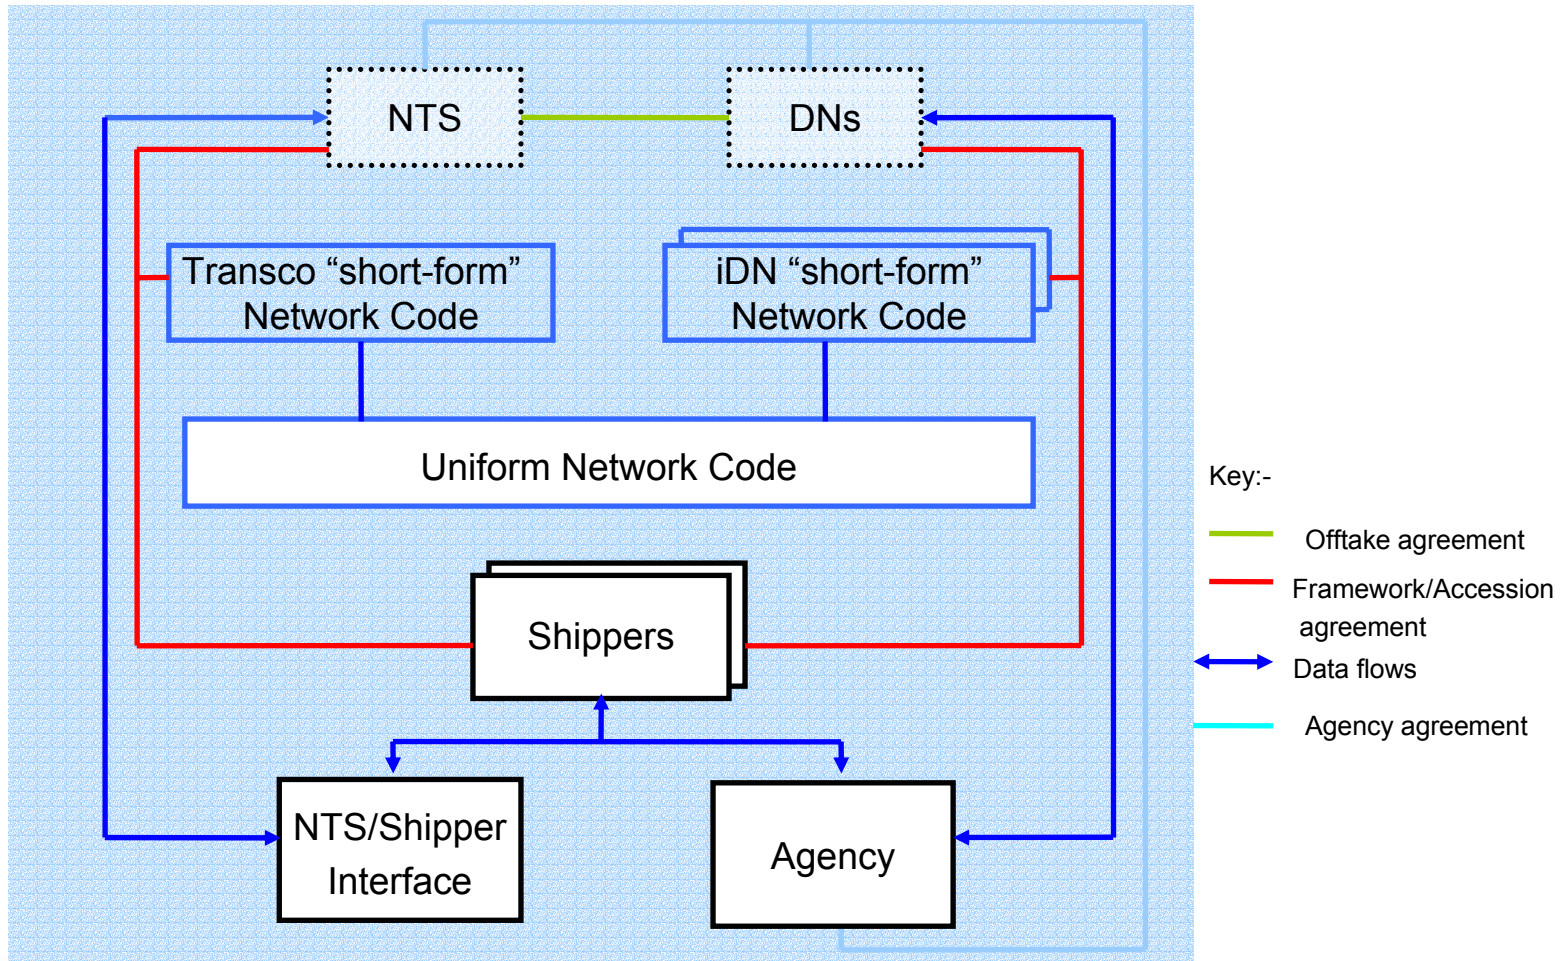 NTS
DNs
Transco “short-form”
Network Code
iDN “short-form”
Network Code
Uniform Network Code
Shippers
NTS/Shipper
Interface
Agency
Key:-
Offtake agreement
Framework/Accession
agreement
Data flows
Agency agreement